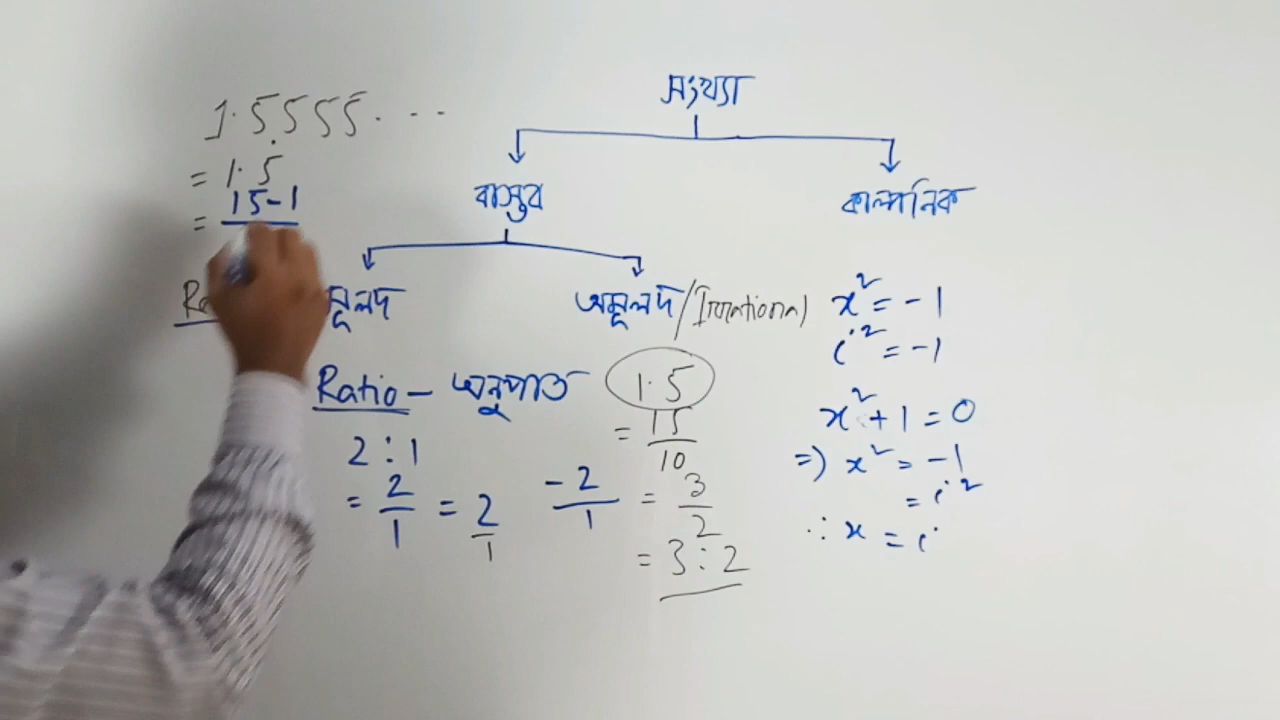 সংখ্যা
বাস্তব
কাল্পনিক
1.5555...
= 1.5̇
= 15-1
মূলদ
অমূলদ/Irrational
Ratio - অনুপাত
2 : 1
= 2/1 = 2/1
-2/1
1.5
= 15/10
= 3/2
= 3:2
x² = -1
i² = -1
x² + 1 = 0
=) x² = -1
= i²
∴ x = i